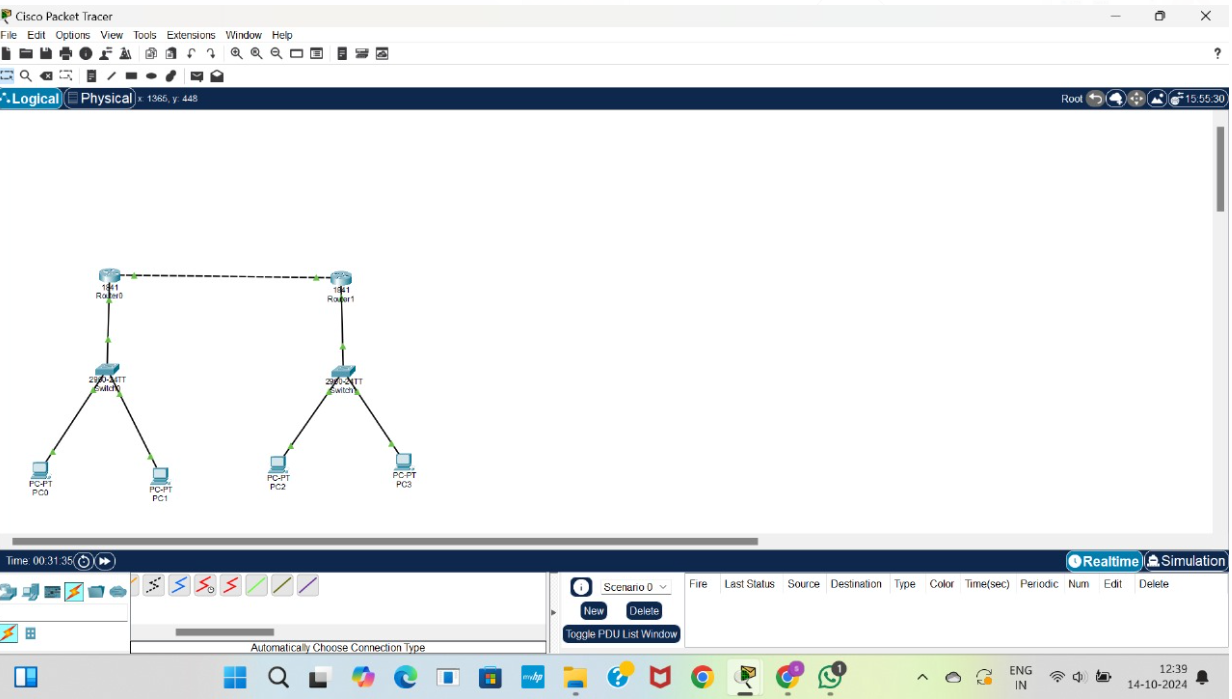 Cisco Packet Tracer
File Edit Options View Tools Extensions Window Help
?
Logical Physical x: 1365, y: 448
Root 15:55:30
1841
Router0
1841
Router1
2960-24TT
Switch0
2960-24TT
Switch1
PC-PT
PC0
PC-PT
PC1
PC-PT
PC2
PC-PT
PC3
Time: 00:31:35
Realtime Simulation
Scenario 0
New Delete
Toggle PDU List Window
Fire Last Status Source Destination Type Color Time(sec) Periodic Num Edit Delete
Automatically Choose Connection Type
myhp
5
1
ENG
IN
12:39
14-10-2024